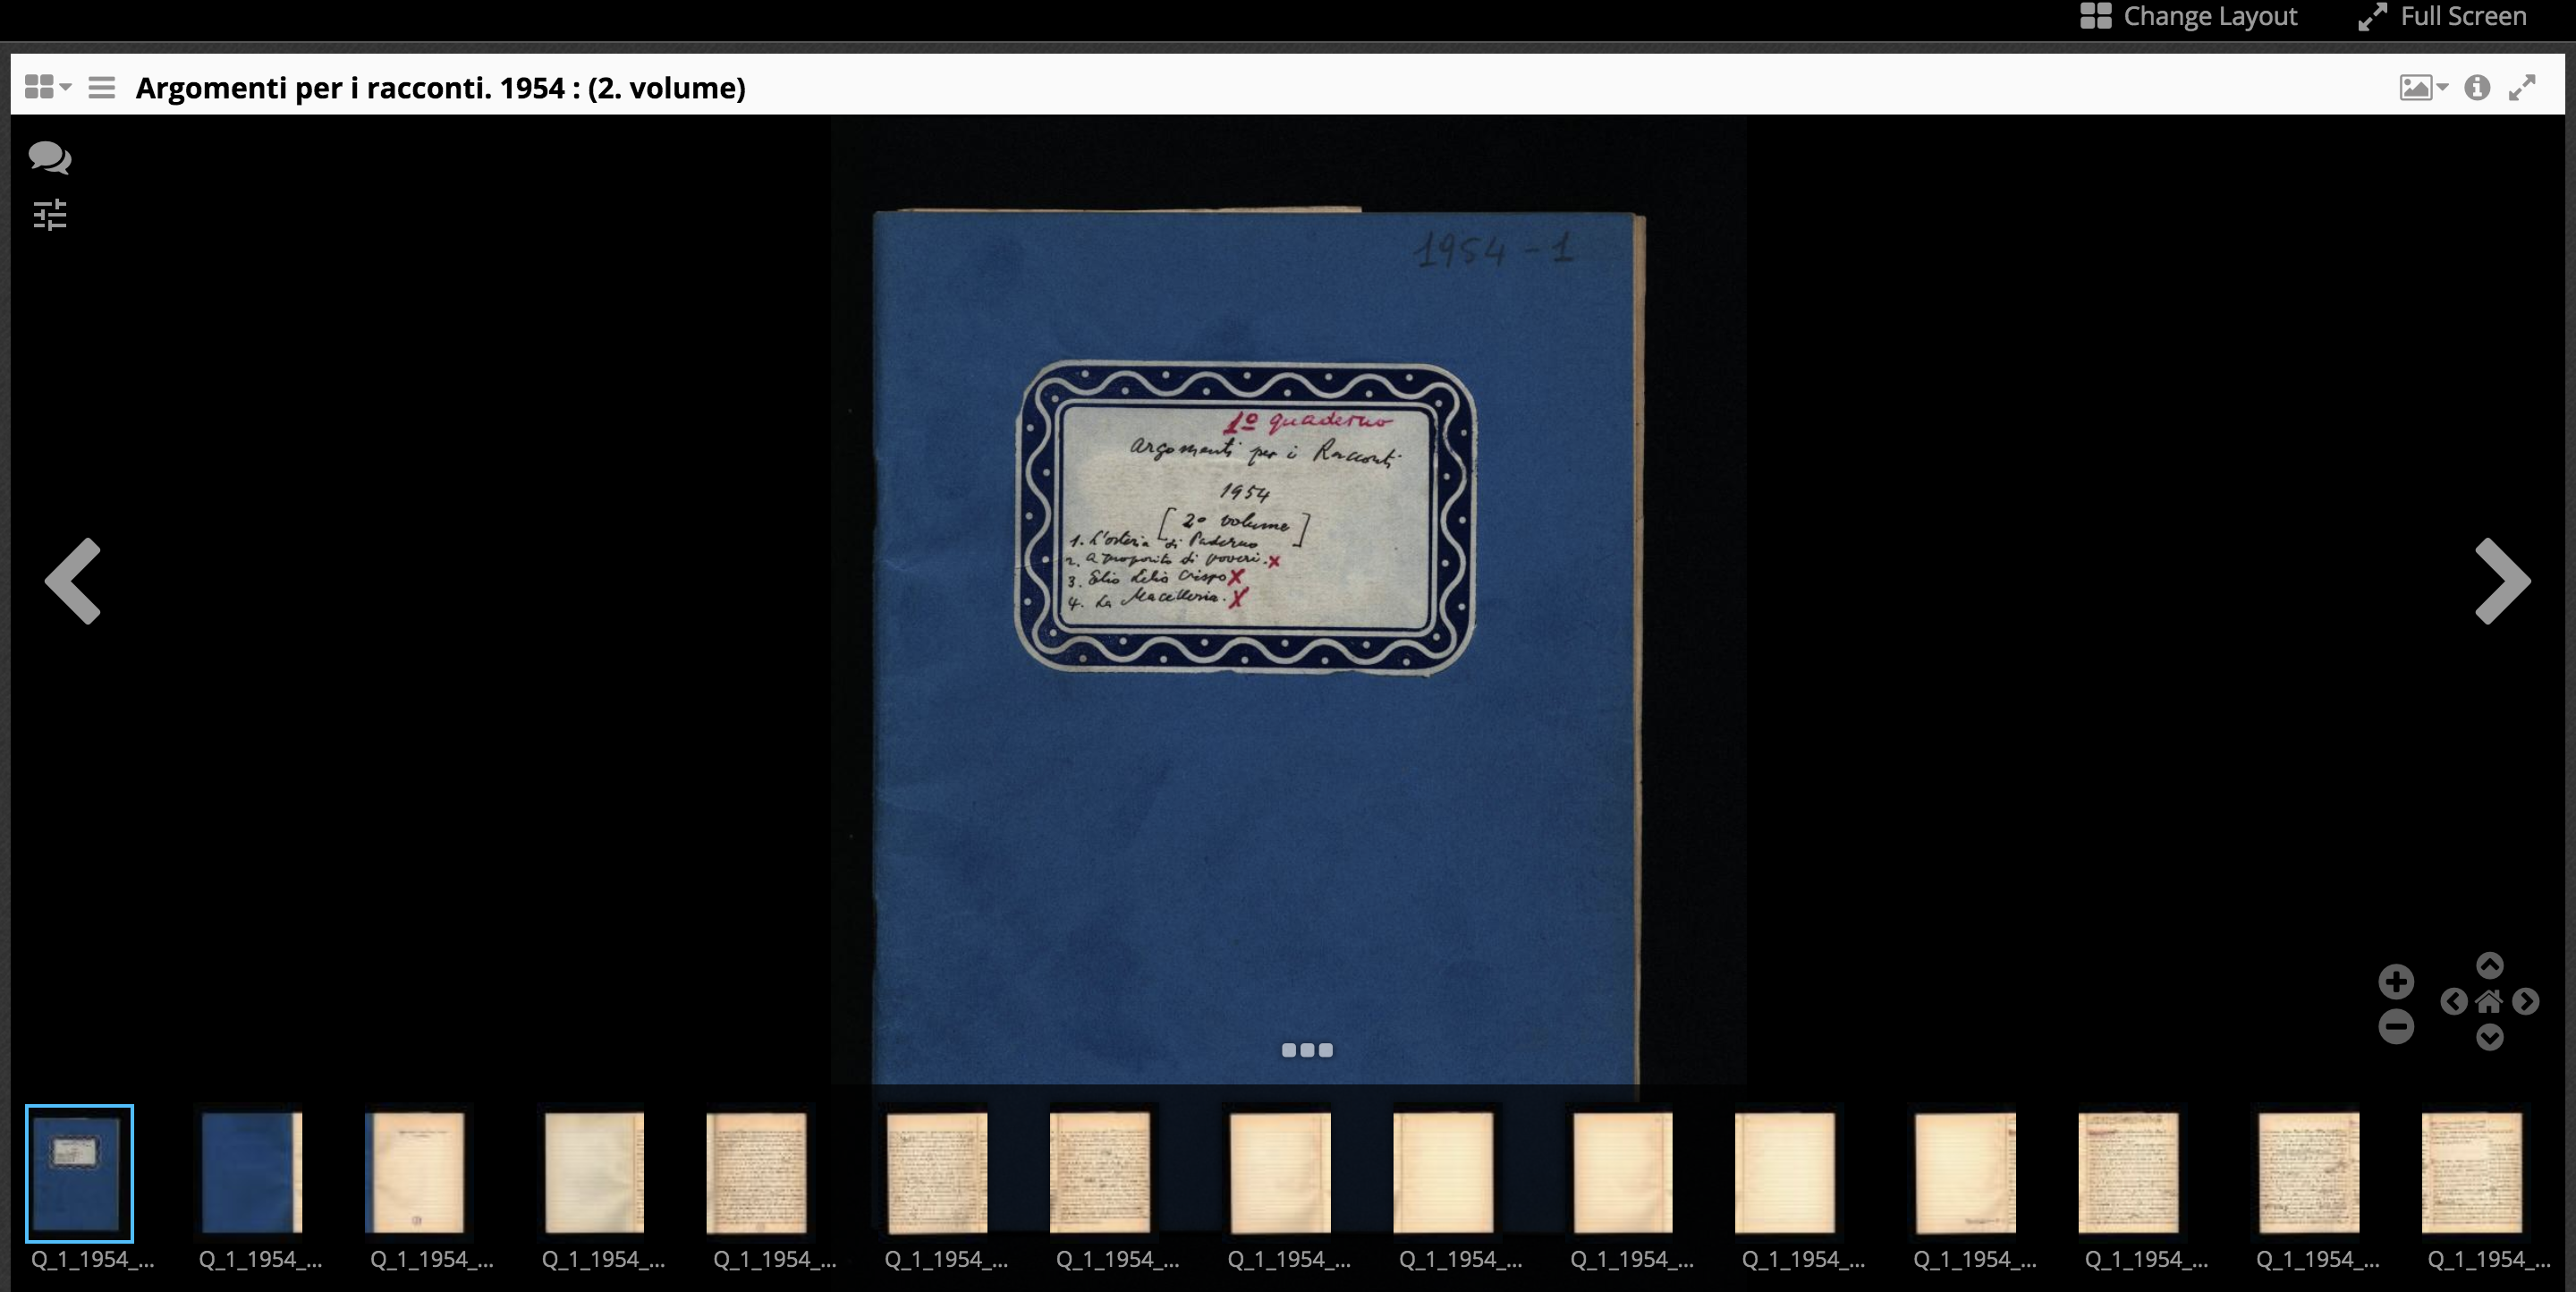 Change Layout Full Screen
Argomenti per i racconti. 1954 : (2. volume)
1954 - 1
1º quaderno
Argomenti per i Racconti
1954
[2º volume]
1. L'osteria di Paderno
2. A proposito di poveri. X
3. Elio Lelio Crispo X
4. La Macelleria. X
Q_1_1954_... Q_1_1954_... Q_1_1954_... Q_1_1954_... Q_1_1954_... Q_1_1954_... Q_1_1954_... Q_1_1954_... Q_1_1954_... Q_1_1954_... Q_1_1954_... Q_1_1954_... Q_1_1954_... Q_1_1954_... Q_1_1954_...